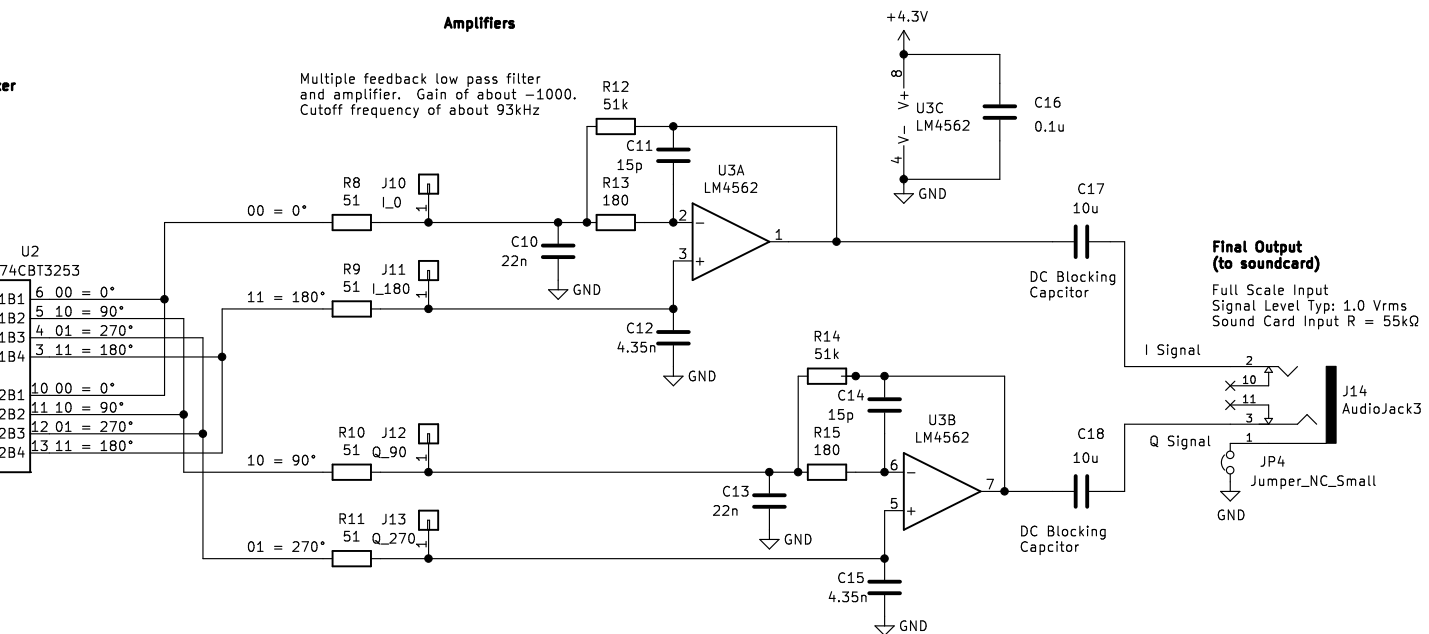 Amplifiers
ter
Multiple feedback low pass filter
and amplifier. Gain of about –1000.
Cutoff frequency of about 93kHz
+4.3V
8
V+
V-
4
U3C
LM4562
C16
0.1u
GND
R12
51k
C11
15p
R13
180
U3A
LM4562
2
3
1
R8
51
J10
I_0
1
00 = 0°
C10
22n
GND
R9
51
J11
I_180
1
11 = 180°
C12
4.35n
GND
C17
10u
DC Blocking
Capcitor
Final Output
(to soundcard)
Full Scale Input
Signal Level Typ: 1.0 Vrms
Sound Card Input R = 55kΩ
U2
74CBT3253
1B1 6 00 = 0°
1B2 5 10 = 90°
1B3 4 01 = 270°
1B4 3 11 = 180°
2B1 10 00 = 0°
2B2 11 10 = 90°
2B3 12 01 = 270°
2B4 13 11 = 180°
R14
51k
C14
15p
R15
180
U3B
LM4562
6
5
7
R10
51
J12
Q_90
1
10 = 90°
C13
22n
GND
R11
51
J13
Q_270
1
01 = 270°
C15
4.35n
GND
C18
10u
DC Blocking
Capcitor
I Signal
2
10
11
3
Q Signal
1
J14
AudioJack3
JP4
Jumper_NC_Small
GND